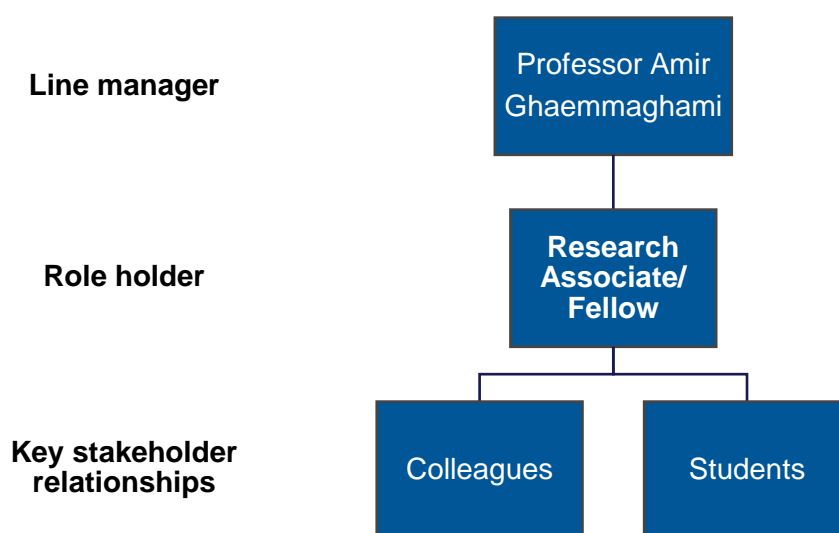 Line manager
Professor Amir
Ghaemmaghami
Role holder
Research
Associate/
Fellow
Key stakeholder
relationships
Colleagues
Students